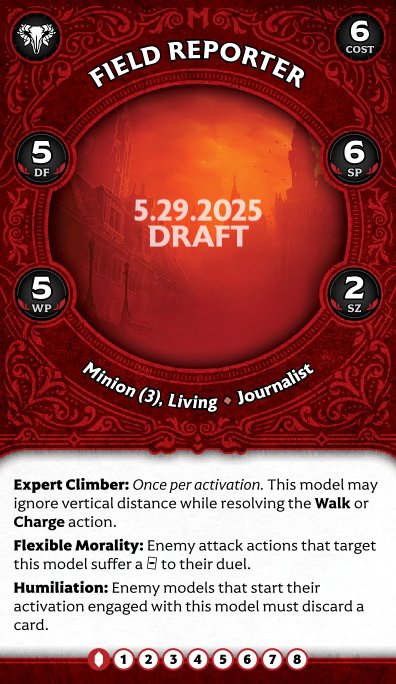 FIELD REPORTER
6
COST
5
DF
6
SP
5.29.2025
DRAFT
5
WP
2
SZ
Minion (3), Living • Journalist
Expert Climber: Once per activation. This model may
ignore vertical distance while resolving the Walk or
Charge action.
Flexible Morality: Enemy attack actions that target
this model suffer a to their duel.
Humiliation: Enemy models that start their
activation engaged with this model must discard a
card.
1 2 3 4 5 6 7 8